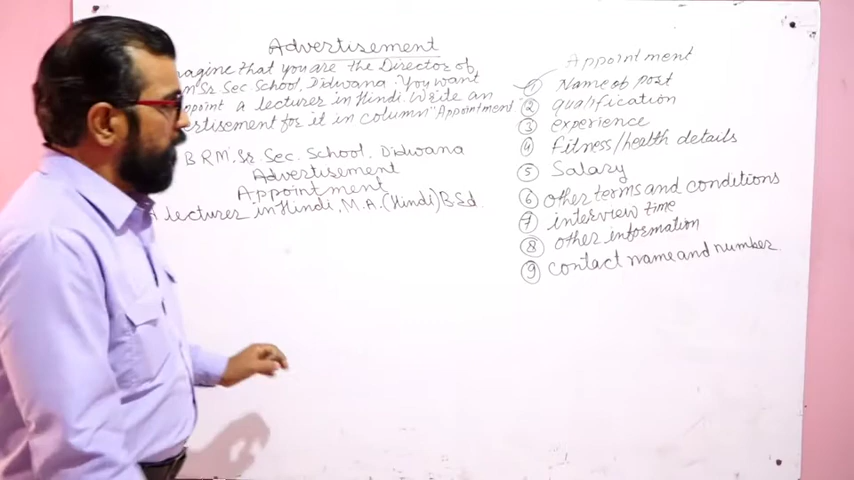 Advertisement
magine that you are the Director of
m Sr Sec. School, Didwana. You want
ppoint a lecturer in Hindi. Write an
ertisement for it in column "Appointment
B R M. Sr. Sec. School. Didwana
Advertisement
Appointment
A lecturer in Hindi, M.A. (Hindi) B.Ed.
Appointment
1 Name of post
2 qualification
3 experience
4 fitness/health details
5 Salary
6 other terms and conditions
7 interview time
8 other information
9 contact name and number